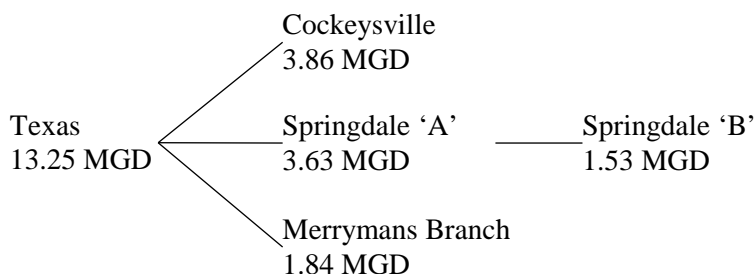 Cockeysville
3.86 MGD
Texas
13.25 MGD
Springdale ‘A’
3.63 MGD
Springdale ‘B’
1.53 MGD
Merrymans Branch
1.84 MGD